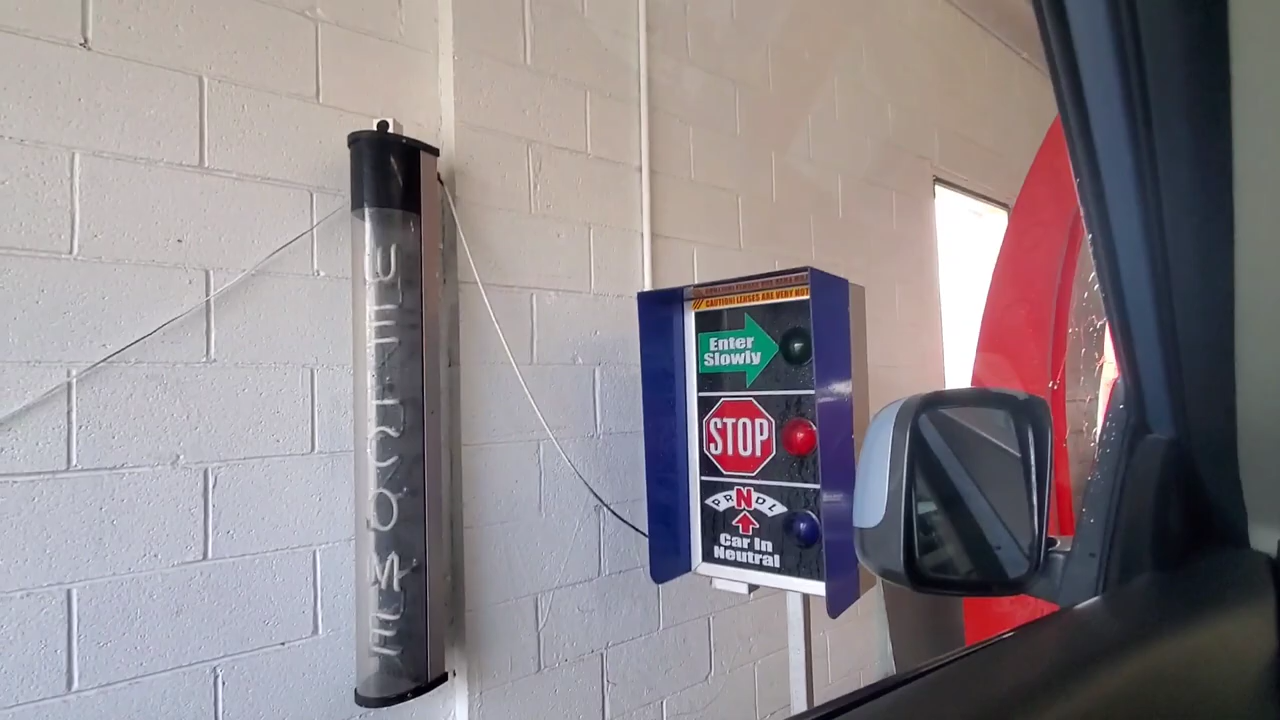 WELCOME
CAUTION! LENSES ARE VERY HOT
Enter
Slowly
STOP
PRNDL
Car In
Neutral